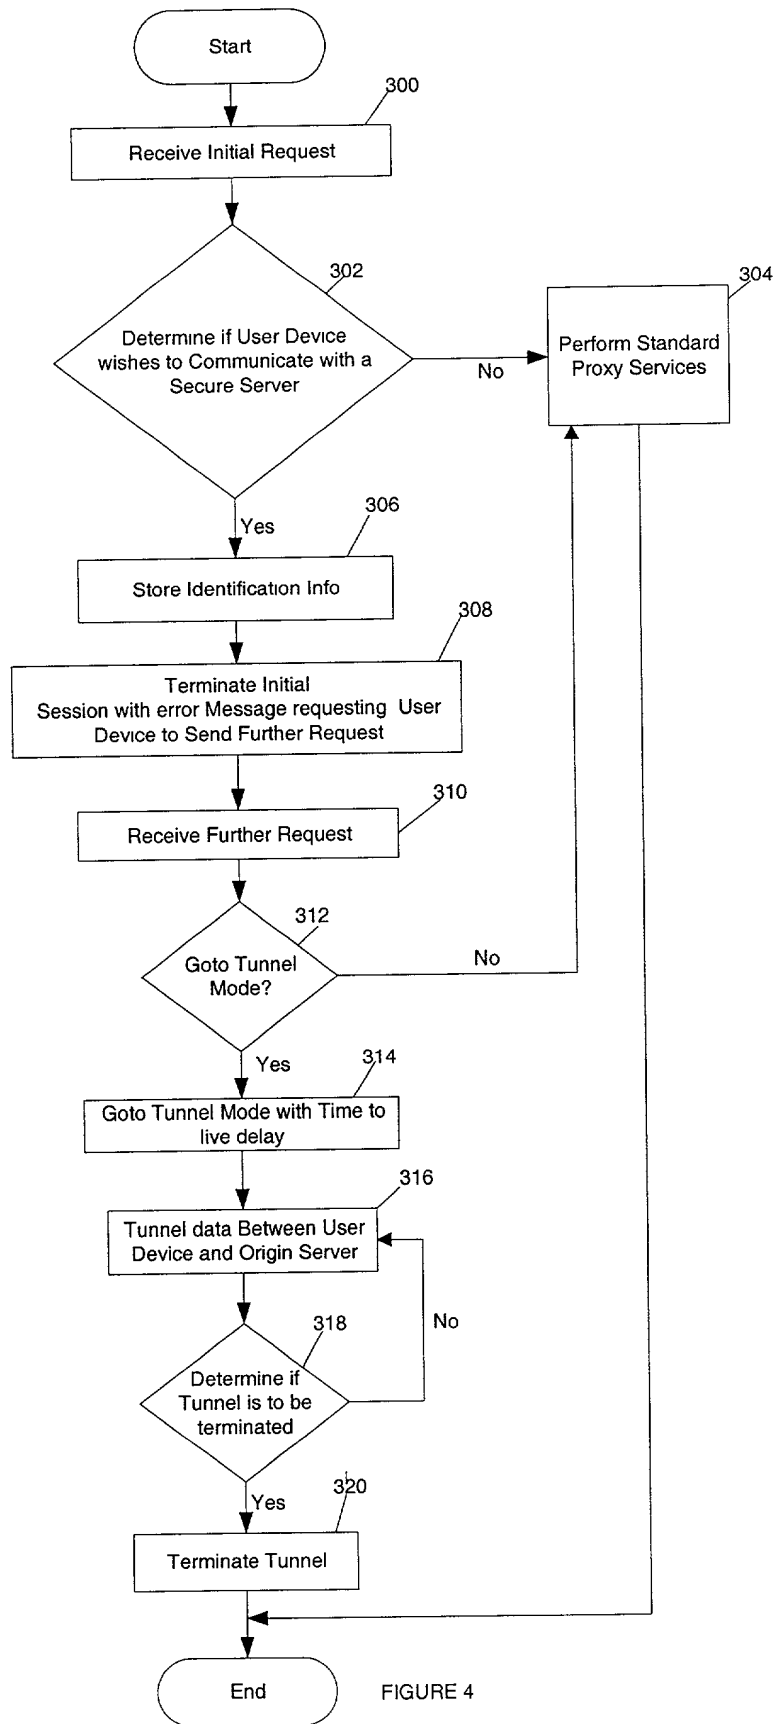 Start
300
Receive Initial Request
302
Determine if User Device
wishes to Communicate with a
Secure Server
No
304
Perform Standard
Proxy Services
Yes
306
Store Identification Info
308
Terminate Initial
Session with error Message requesting User
Device to Send Further Request
310
Receive Further Request
312
Goto Tunnel
Mode?
No
Yes
314
Goto Tunnel Mode with Time to
live delay
316
Tunnel data Between User
Device and Origin Server
No
318
Determine if
Tunnel is to be
terminated
Yes
320
Terminate Tunnel
End
FIGURE 4